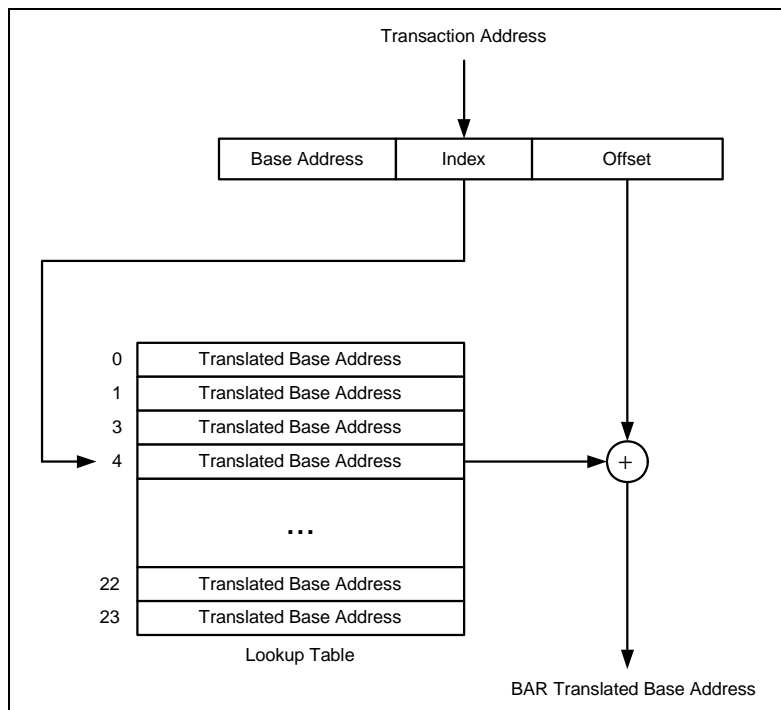 Transaction Address
Base Address Index Offset
0 Translated Base Address
1 Translated Base Address
3 Translated Base Address
4 Translated Base Address +
...
22 Translated Base Address
23 Translated Base Address
Lookup Table
BAR Translated Base Address